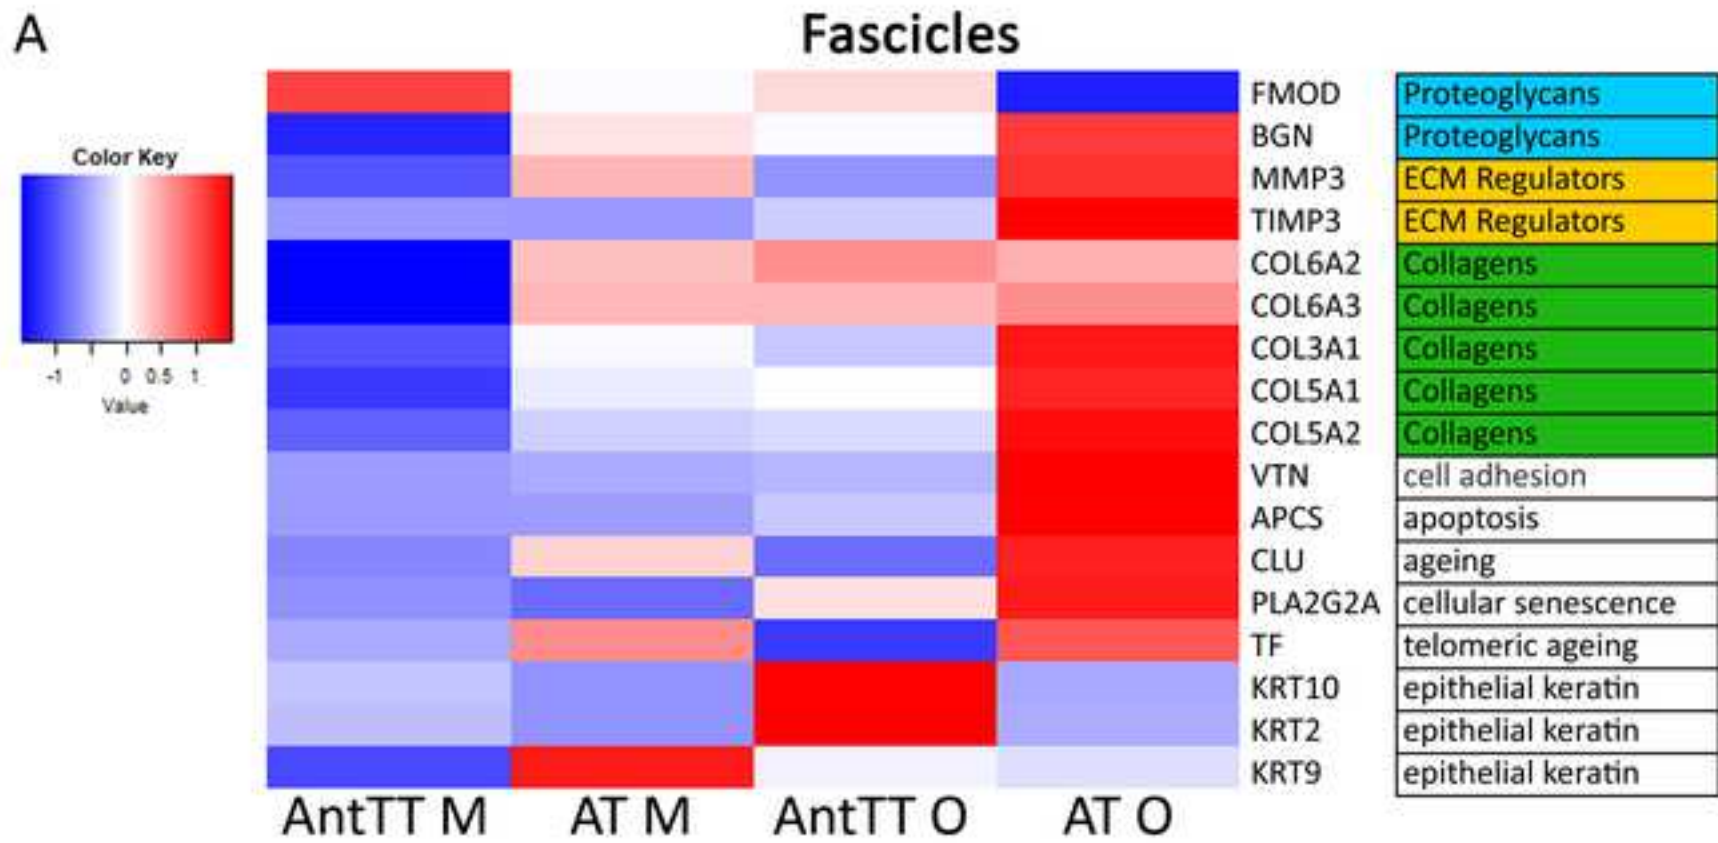 A
Fascicles
Color Key
-1 0 0.5 1
Value
FMOD Proteoglycans
BGN Proteoglycans
MMP3 ECM Regulators
TIMP3 ECM Regulators
COL6A2 Collagens
COL6A3 Collagens
COL3A1 Collagens
COL5A1 Collagens
COL5A2 Collagens
VTN cell adhesion
APCS apoptosis
CLU ageing
PLA2G2A cellular senescence
TF telomeric ageing
KRT10 epithelial keratin
KRT2 epithelial keratin
KRT9 epithelial keratin
AntTT M AT M AntTT O AT O